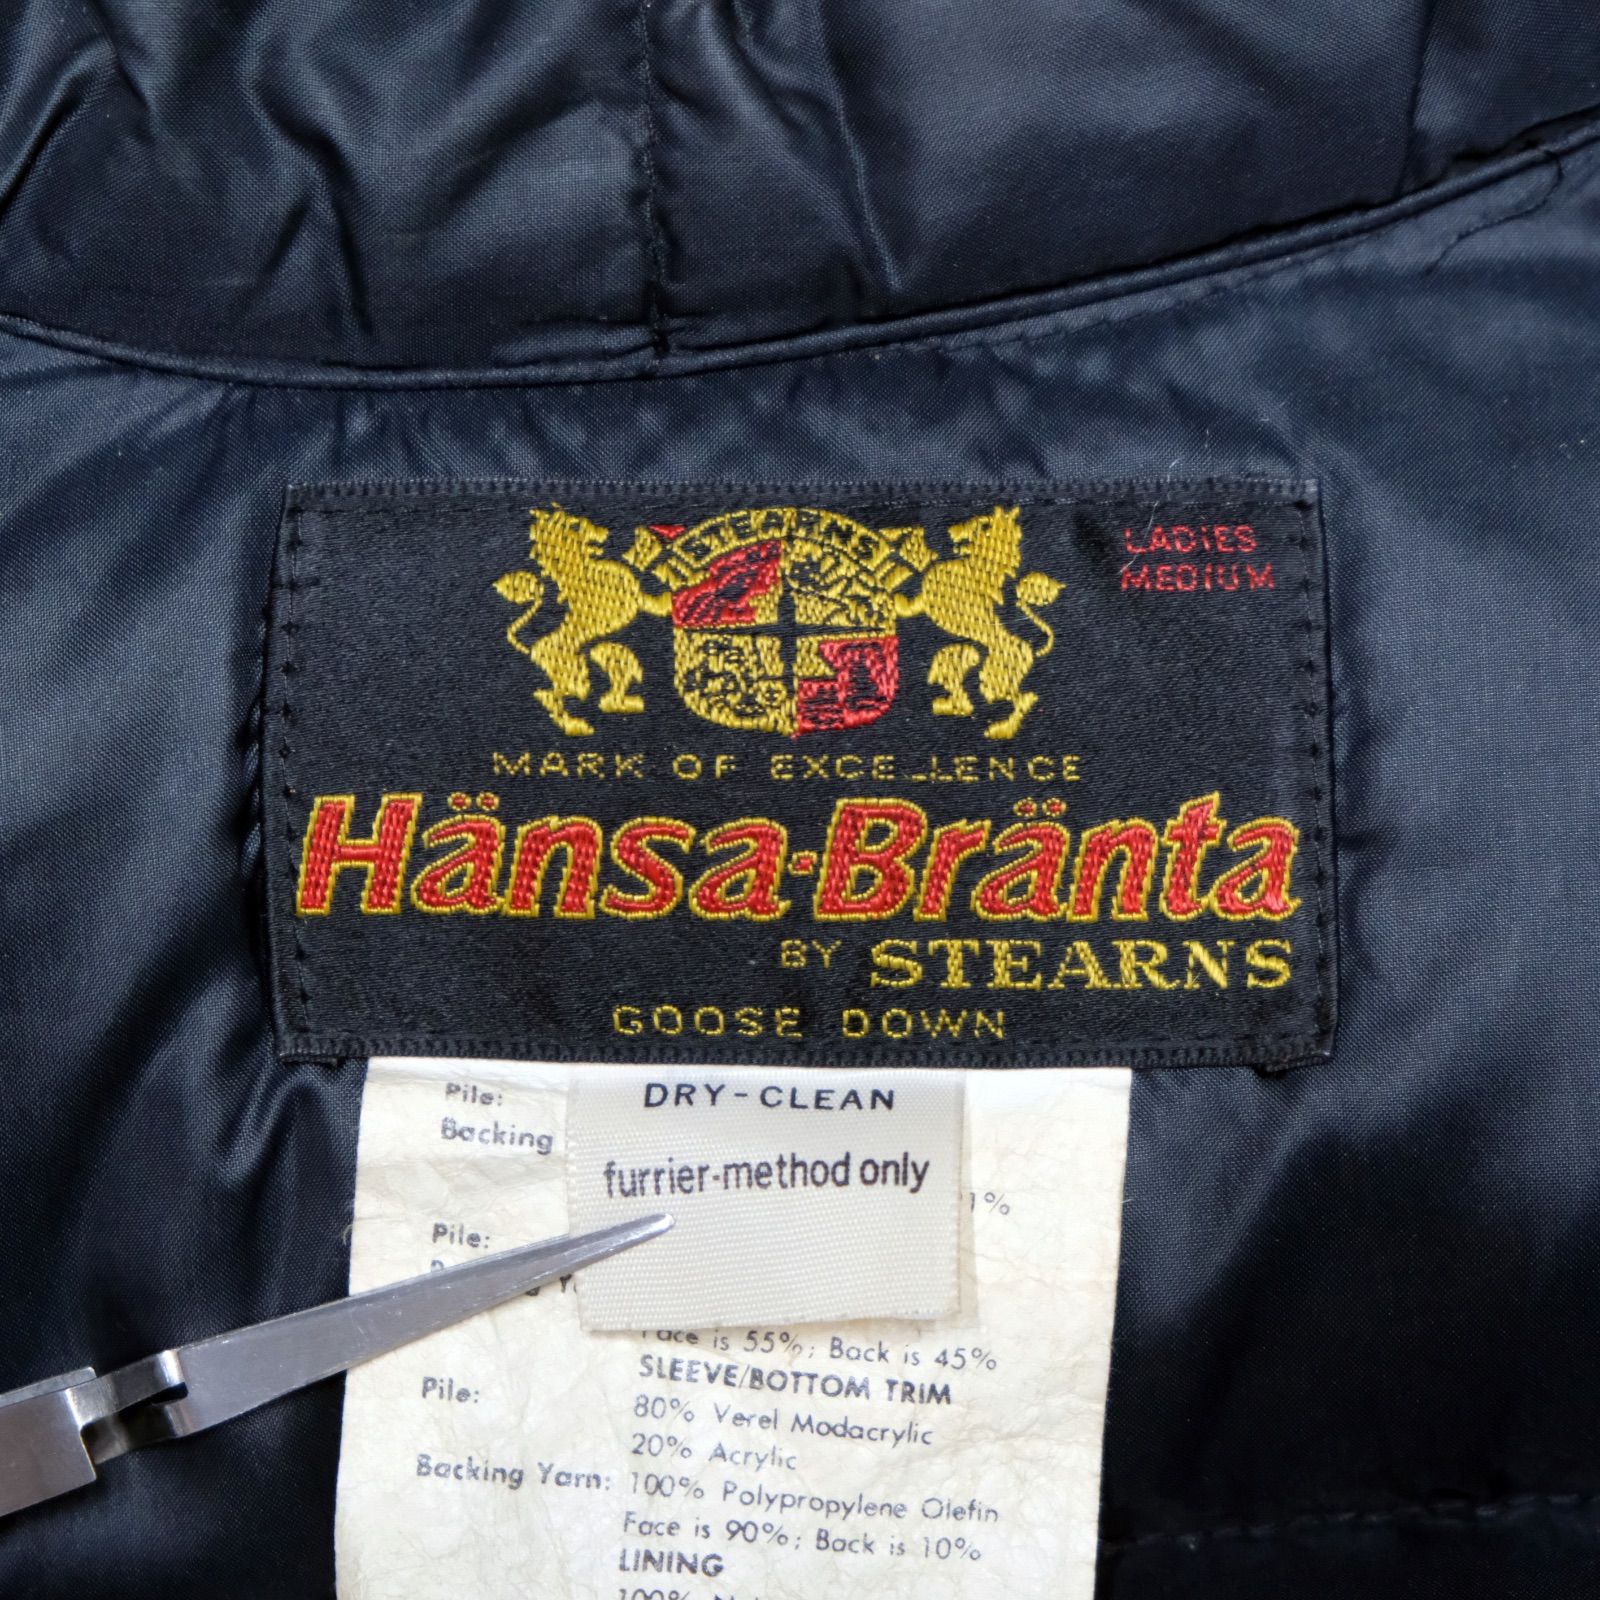 STEARNS
LADIES
MEDIUM
MARK OF EXCELLENCE
Hänsa·Bränta
BY STEARNS
GOOSE DOWN
DRY-CLEAN
furrier-method only
Pile:
Backing
1%
Pile:
Face is 55%; Back is 45%
SLEEVE/BOTTOM TRIM
Pile: 80% Verel Modacrylic
20% Acrylic
Backing Yarn: 100% Polypropylene Olefin
Face is 90%; Back is 10%
LINING
100%